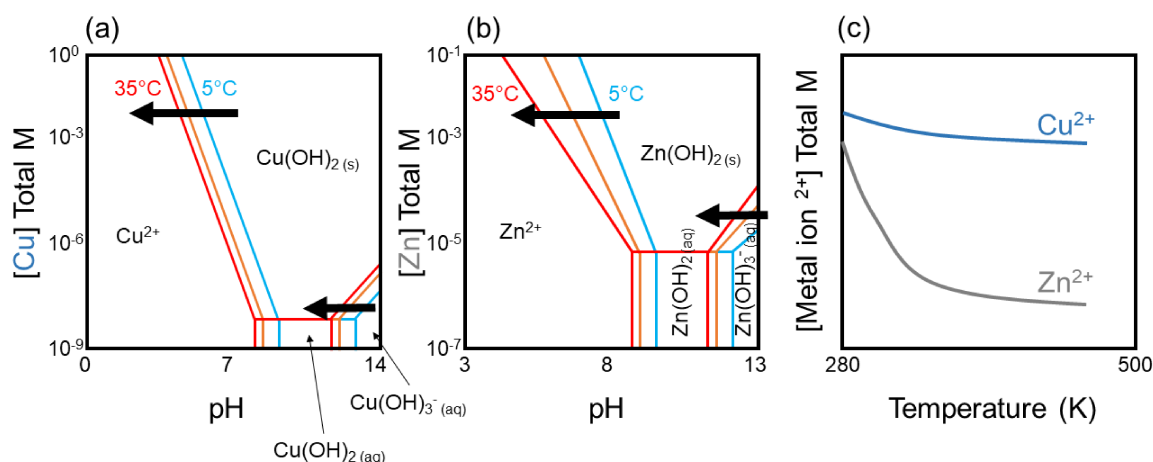 (a)
[Cu] Total M
10⁰
10⁻³
10⁻⁶
10⁻⁹
35°C
5°C
Cu(OH)₂ (s)
Cu²⁺
0
7
14
pH
Cu(OH)₃⁻ (aq)
Cu(OH)₂ (aq)
(b)
[Zn] Total M
10⁻¹
10⁻³
10⁻⁵
10⁻⁷
35°C
5°C
Zn(OH)₂ (s)
Zn²⁺
Zn(OH)₂ (aq)
Zn(OH)₃⁻ (aq)
3
8
13
pH
(c)
[Metal ion ²⁺] Total M
Cu²⁺
Zn²⁺
280
500
Temperature (K)